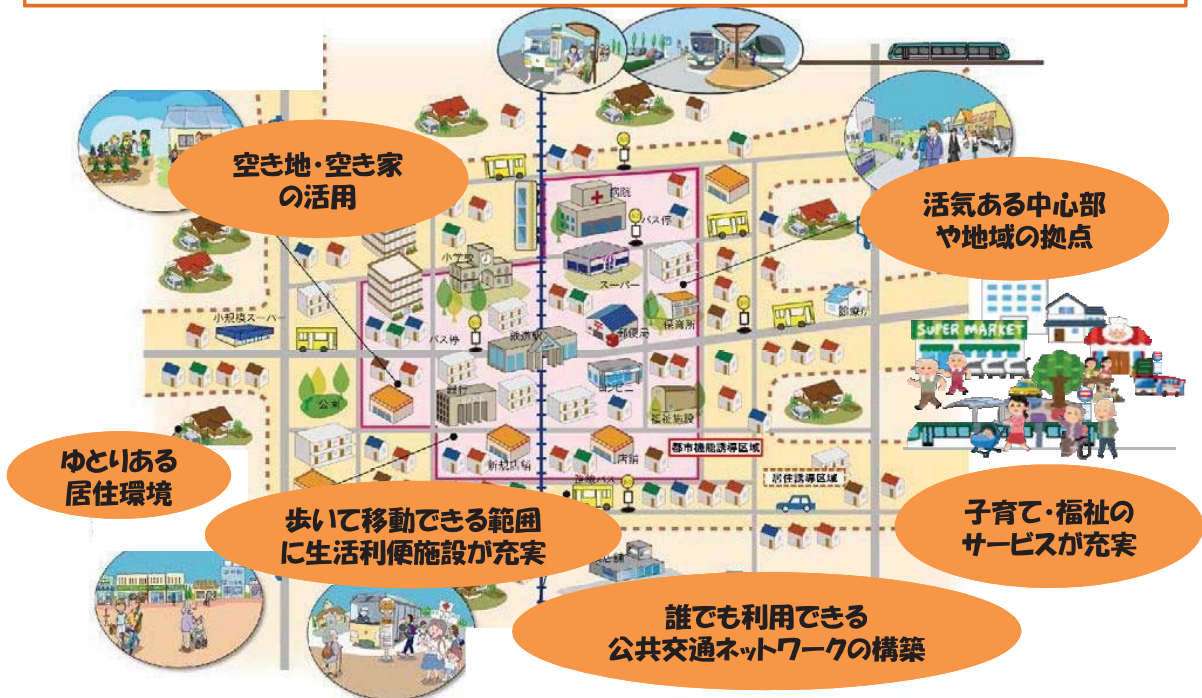 空き地・空き家
の活用
活気ある中心部
や地域の拠点
病院
バス停
小学校
スーパー
小規模スーパー
保育所
診療所
郵便局
バス停
鉄道駅
SUPER MARKET
コンビニ
銀行
公園
福祉施設
都市機能誘導区域
新規店舗
店舗
居住誘導区域
ゆとりある
居住環境
歩いて移動できる範囲
に生活利便施設が充実
子育て・福祉の
サービスが充実
店舗
誰でも利用できる
公共交通ネットワークの構築